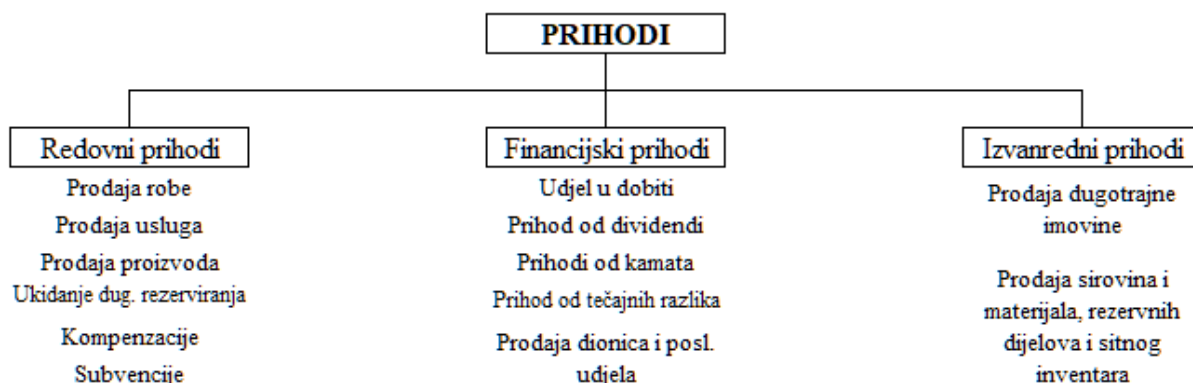 PRIHODI
Redovni prihodi
Prodaja robe
Prodaja usluga
Prodaja proizvoda
Ukidanje dug. rezerviranja
Kompenzacije
Subvencije
Financijski prihodi
Udjel u dobiti
Prihod od dividendi
Prihodi od kamata
Prihod od tečajnih razlika
Prodaja dionica i posl.
udjela
Izvanredni prihodi
Prodaja dugotrajne
imovine
Prodaja sirovina i
materijala, rezervnih
dijelova i sitnog
inventara